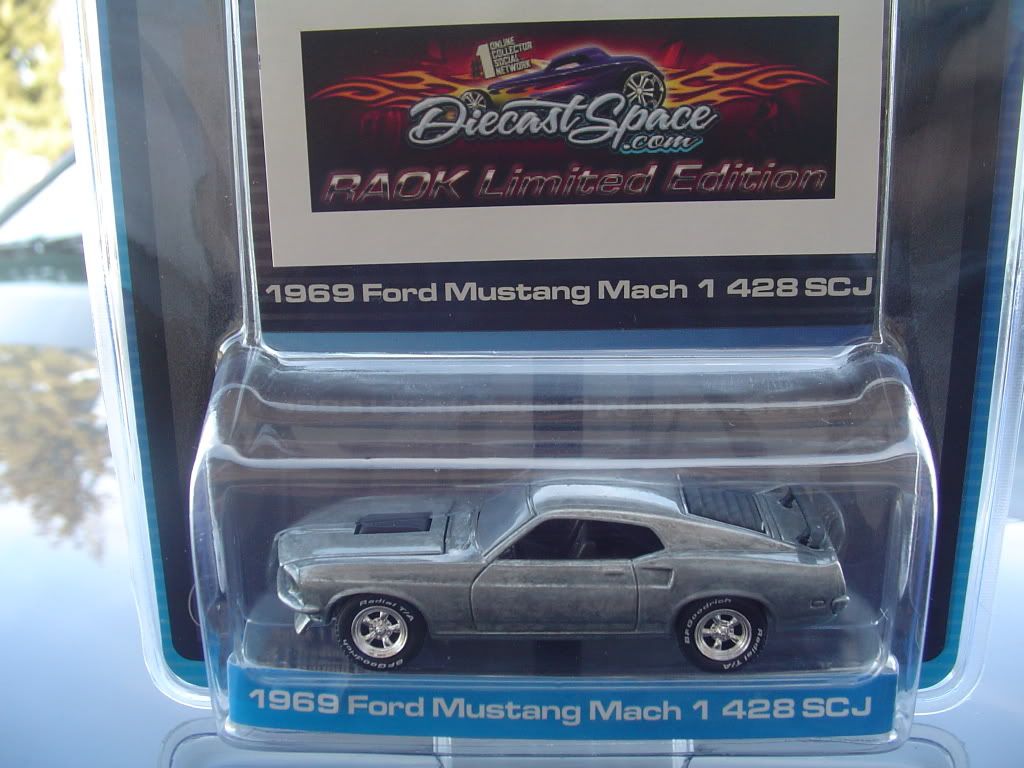 #1 ONLINE
COLLECTOR
SOCIAL
NETWORK
DiecastSpace
.com
RAOK Limited Edition
1969 Ford Mustang Mach 1 428 SCJ
Radial T/A
BFGoodrich
BFGoodrich
Radial T/A
1969 Ford Mustang Mach 1 428 SCJ